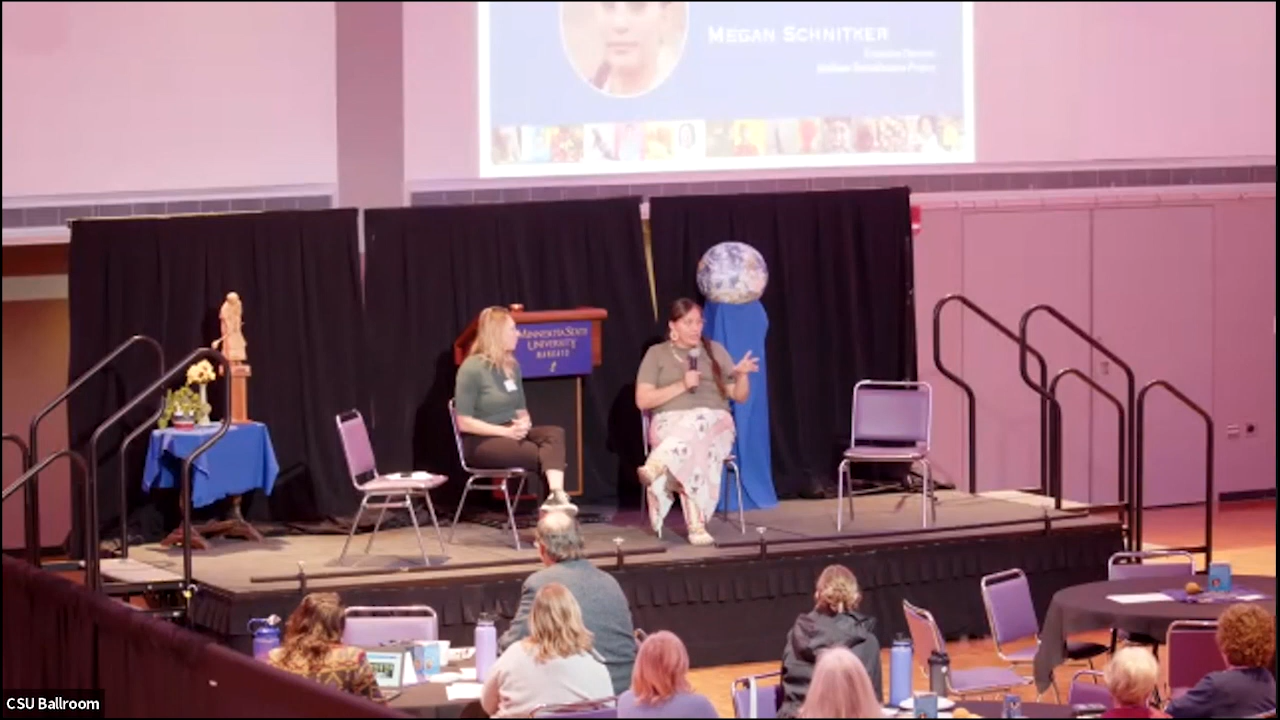 MEGAN SCHNITKER
MINNESOTA STATE
UNIVERSITY
MANKATO
CSU Ballroom